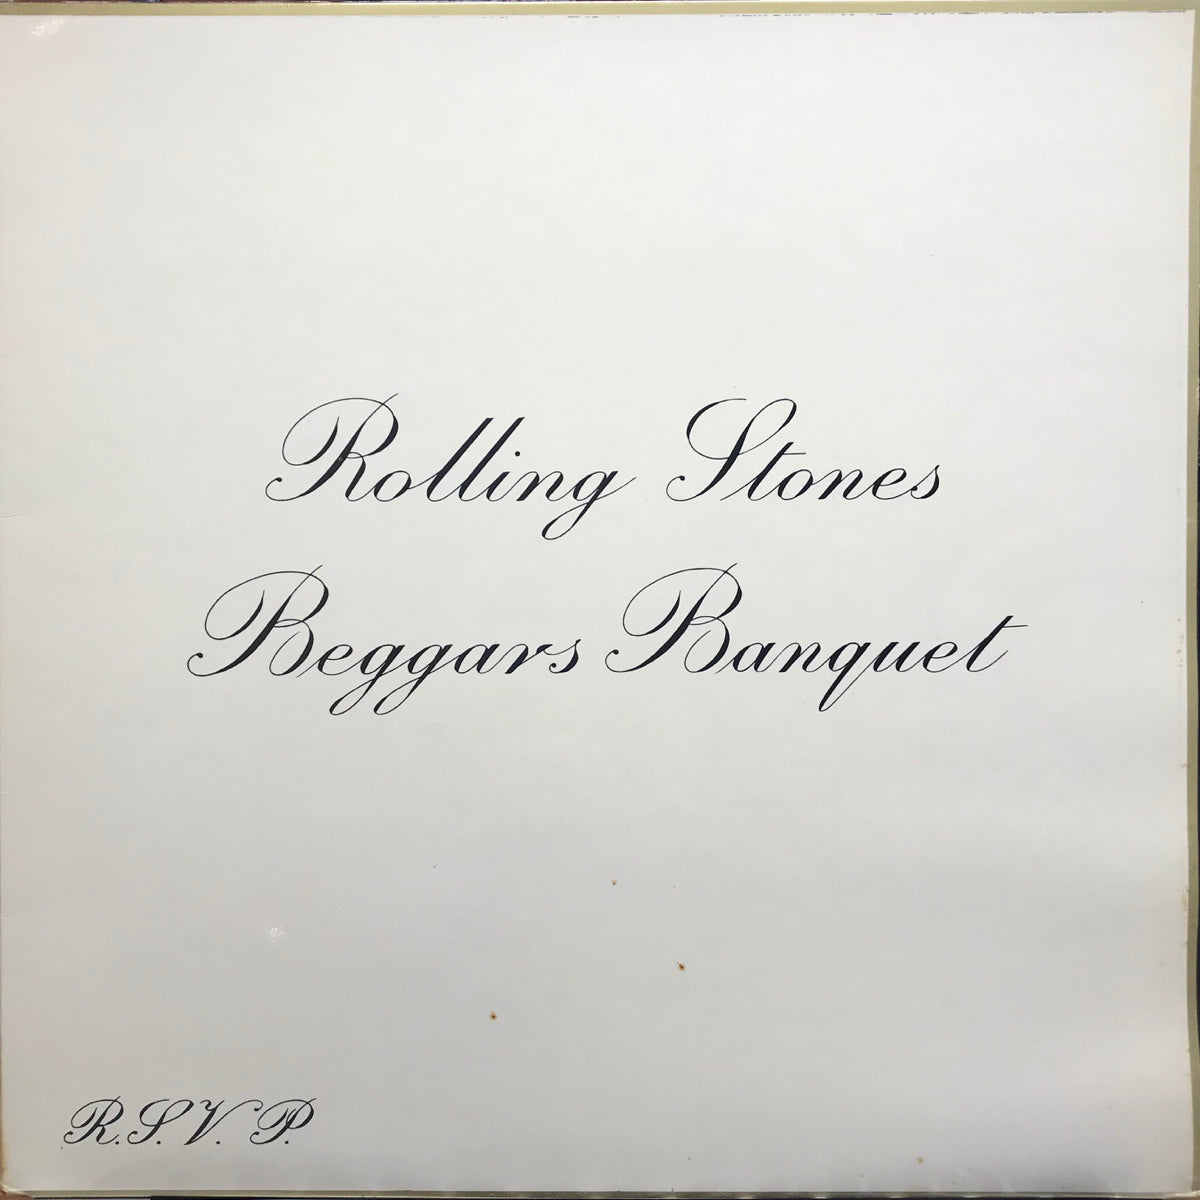 Rolling Stones
Beggars Banquet
R.S.V.P.